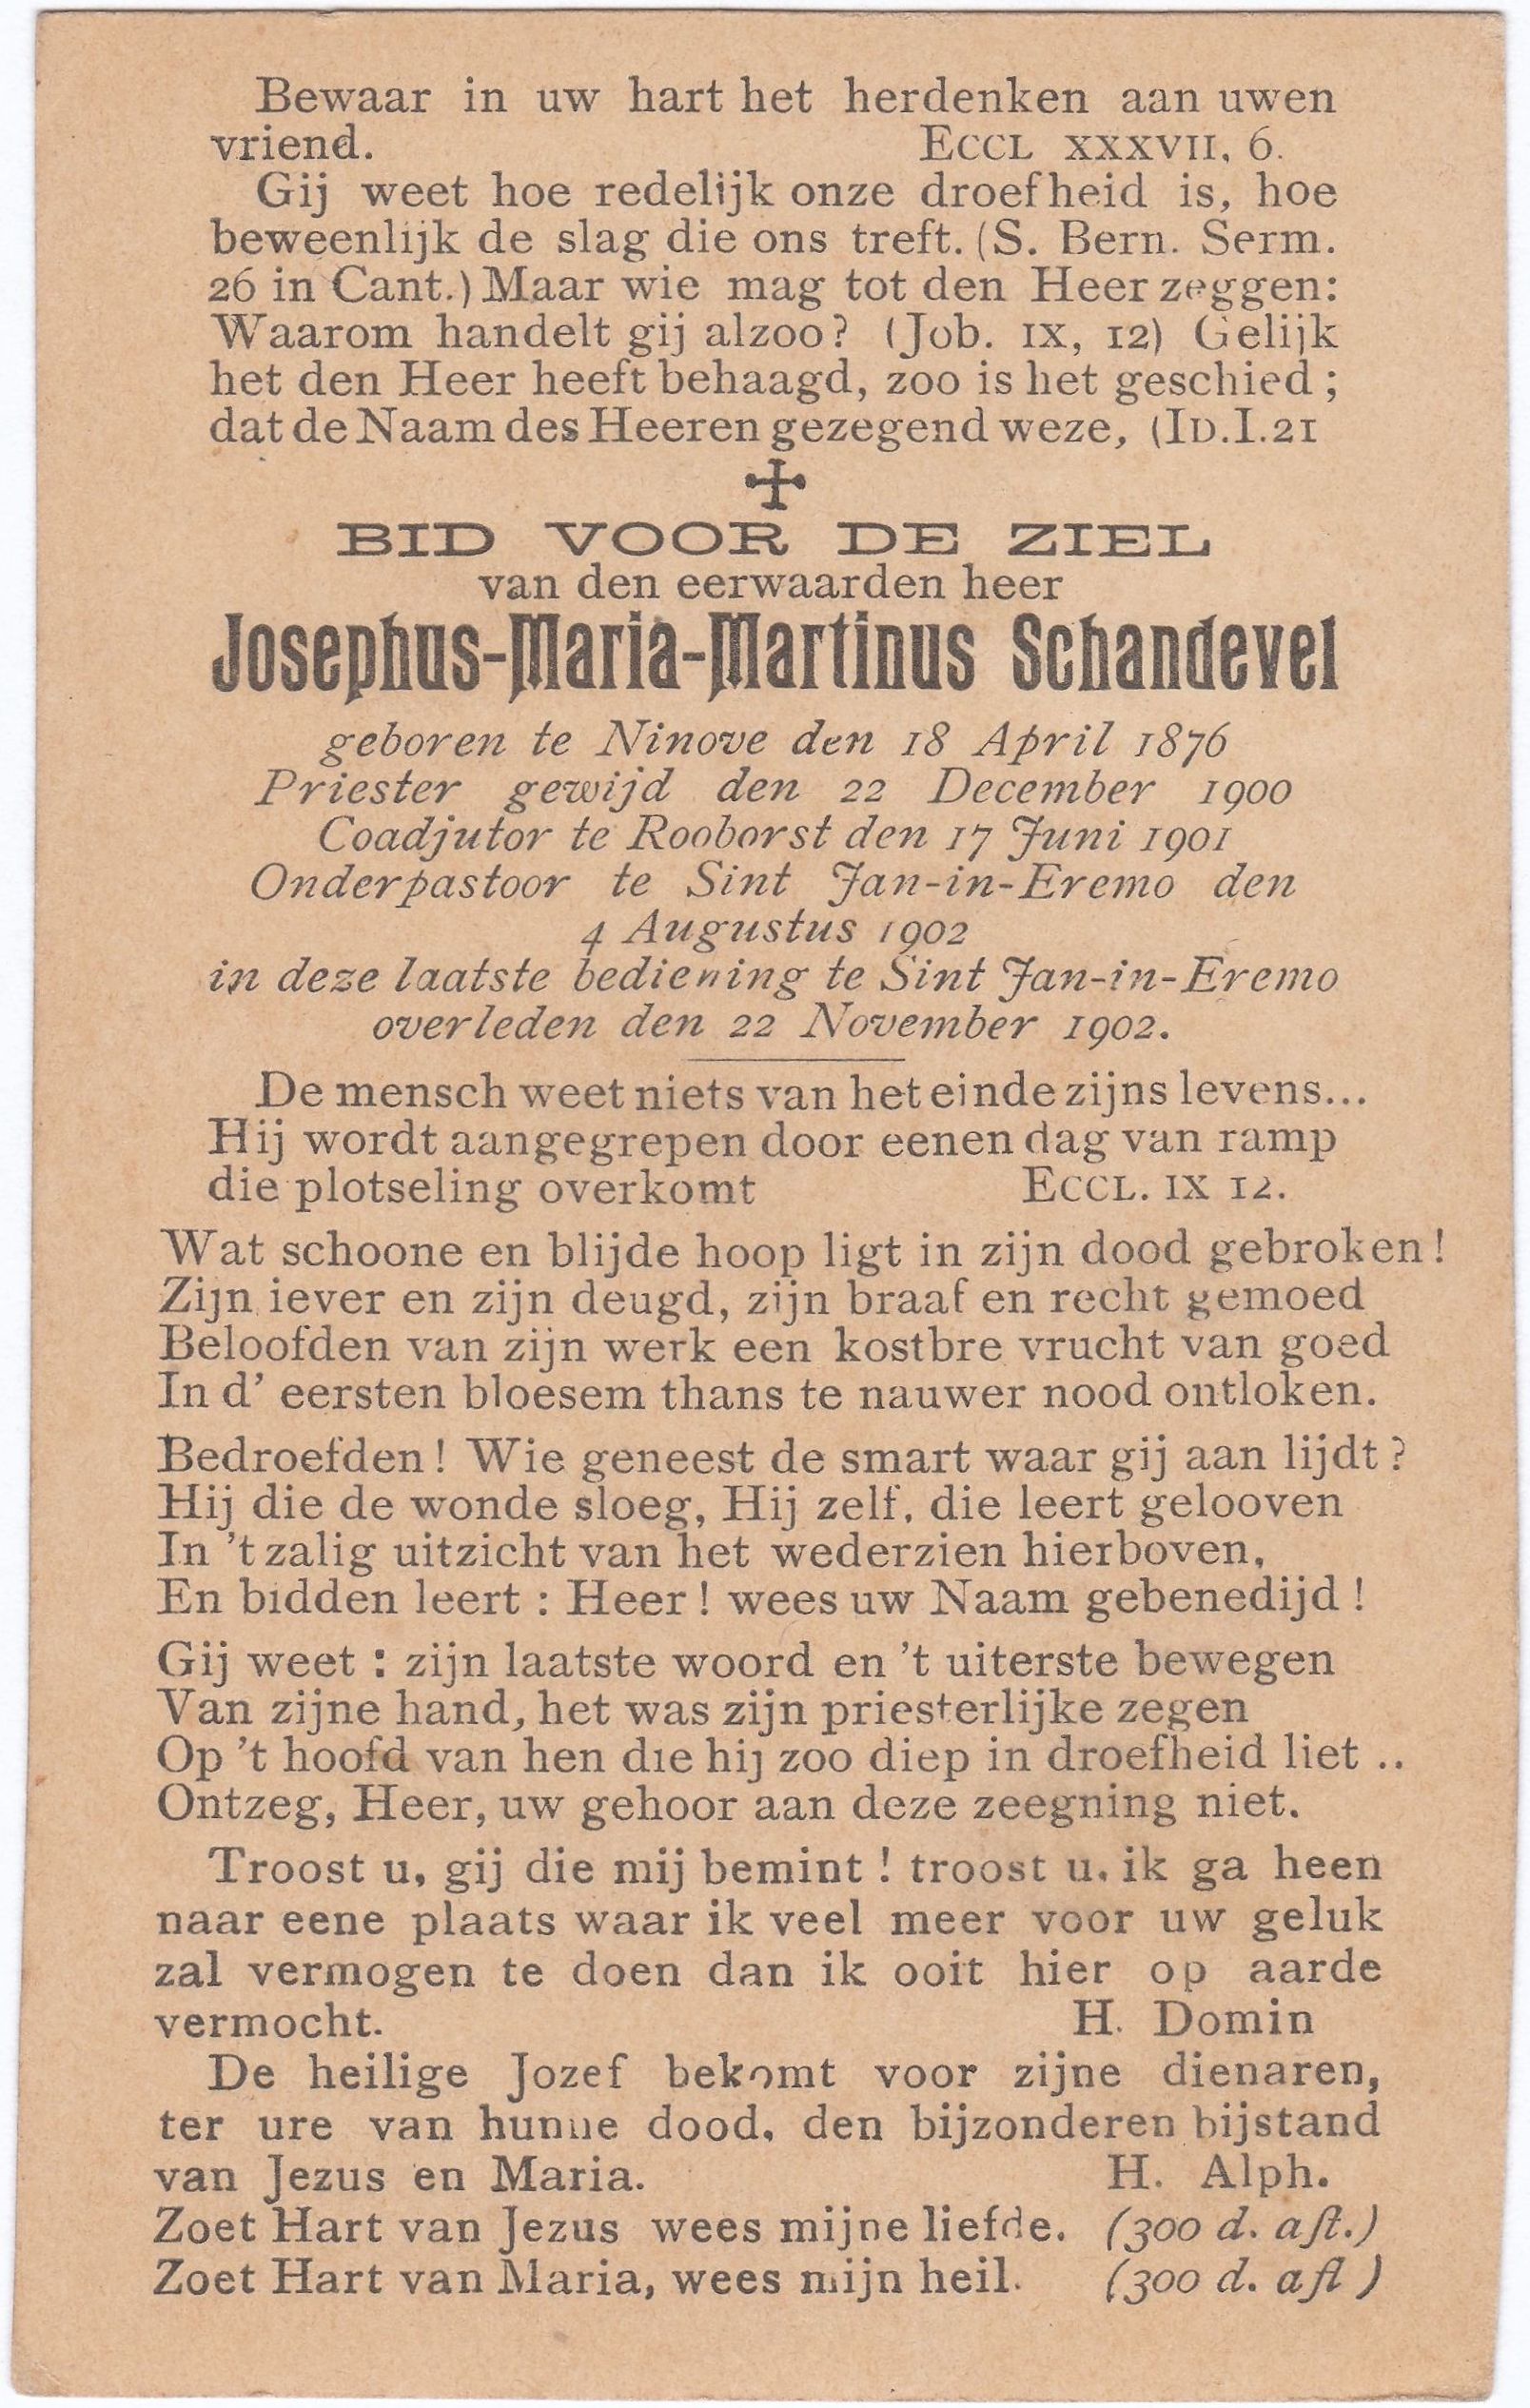 Bewaar in uw hart het herdenken aan uwen
vriend. ECCL XXXVII, 6.
Gij weet hoe redelijk onze droefheid is, hoe
beweenlijk de slag die ons treft. (S. Bern. Serm.
26 in Cant.) Maar wie mag tot den Heer zeggen:
Waarom handelt gij alzoo? (Job. IX, 12) Gelijk
het den Heer heeft behaagd, zoo is het geschied ;
dat de Naam des Heeren gezegend weze, (ID.I.21
BID VOOR DE ZIEL
van den eerwaarden heer
Josephus-Maria-Martinus Schandevel
geboren te Ninove den 18 April 1876
Priester gewijd den 22 December 1900
Coadjutor te Rooborst den 17 Juni 1901
Onderpastoor te Sint Jan-in-Eremo den
4 Augustus 1902
in deze laatste bediening te Sint Jan-in-Eremo
overleden den 22 November 1902.
De mensch weet niets van het einde zijns levens...
Hij wordt aangegrepen door eenen dag van ramp
die plotseling overkomt ECCL. IX 12.
Wat schoone en blijde hoop ligt in zijn dood gebroken !
Zijn iever en zijn deugd, zijn braaf en recht gemoed
Beloofden van zijn werk een kostbre vrucht van goed
In d' eersten bloesem thans te nauwer nood ontloken.
Bedroefden ! Wie geneest de smart waar gij aan lijdt ?
Hij die de wonde sloeg, Hij zelf, die leert gelooven
In 't zalig uitzicht van het wederzien hierboven,
En bidden leert : Heer ! wees uw Naam gebenedijd !
Gij weet : zijn laatste woord en 't uiterste bewegen
Van zijne hand, het was zijn priesterlijke zegen
Op 't hoofd van hen die hij zoo diep in droefheid liet ..
Ontzeg, Heer, uw gehoor aan deze zeegning niet.
Troost u, gij die mij bemint ! troost u, ik ga heen
naar eene plaats waar ik veel meer voor uw geluk
zal vermogen te doen dan ik ooit hier op aarde
vermocht. H. Domin
De heilige Jozef bekomt voor zijne dienaren,
ter ure van hunne dood, den bijzonderen bijstand
van Jezus en Maria. H. Alph.
Zoet Hart van Jezus wees mijne liefde. (300 d. afl.)
Zoet Hart van Maria, wees mijn heil. (300 d. afl )